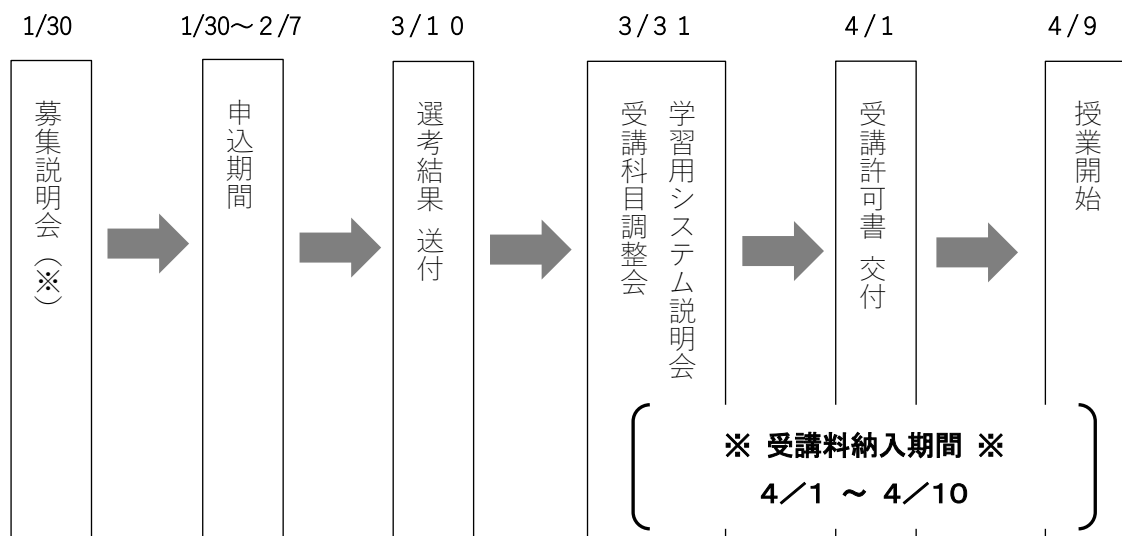 1/30
1/30～2/7
3/10
3/31
4/1
4/9
募集説明会（※）
申込期間
選考結果 送付
学習用システム説明会
受講科目調整会
受講許可書 交付
授業開始
※ 受講料納入期間 ※
4／1 ～ 4／10